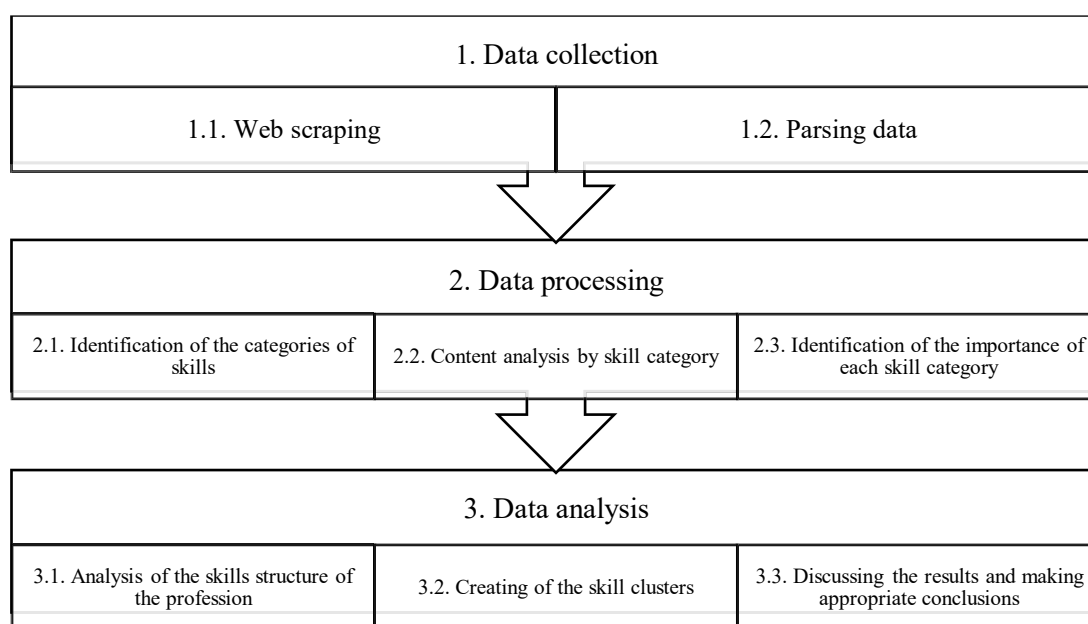 1. Data collection
1.1. Web scraping
1.2. Parsing data
2. Data processing
2.1. Identification of the categories of
skills
2.2. Content analysis by skill category
2.3. Identification of the importance of
each skill category
3. Data analysis
3.1. Analysis of the skills structure of
the profession
3.2. Creating of the skill clusters
3.3. Discussing the results and making
appropriate conclusions